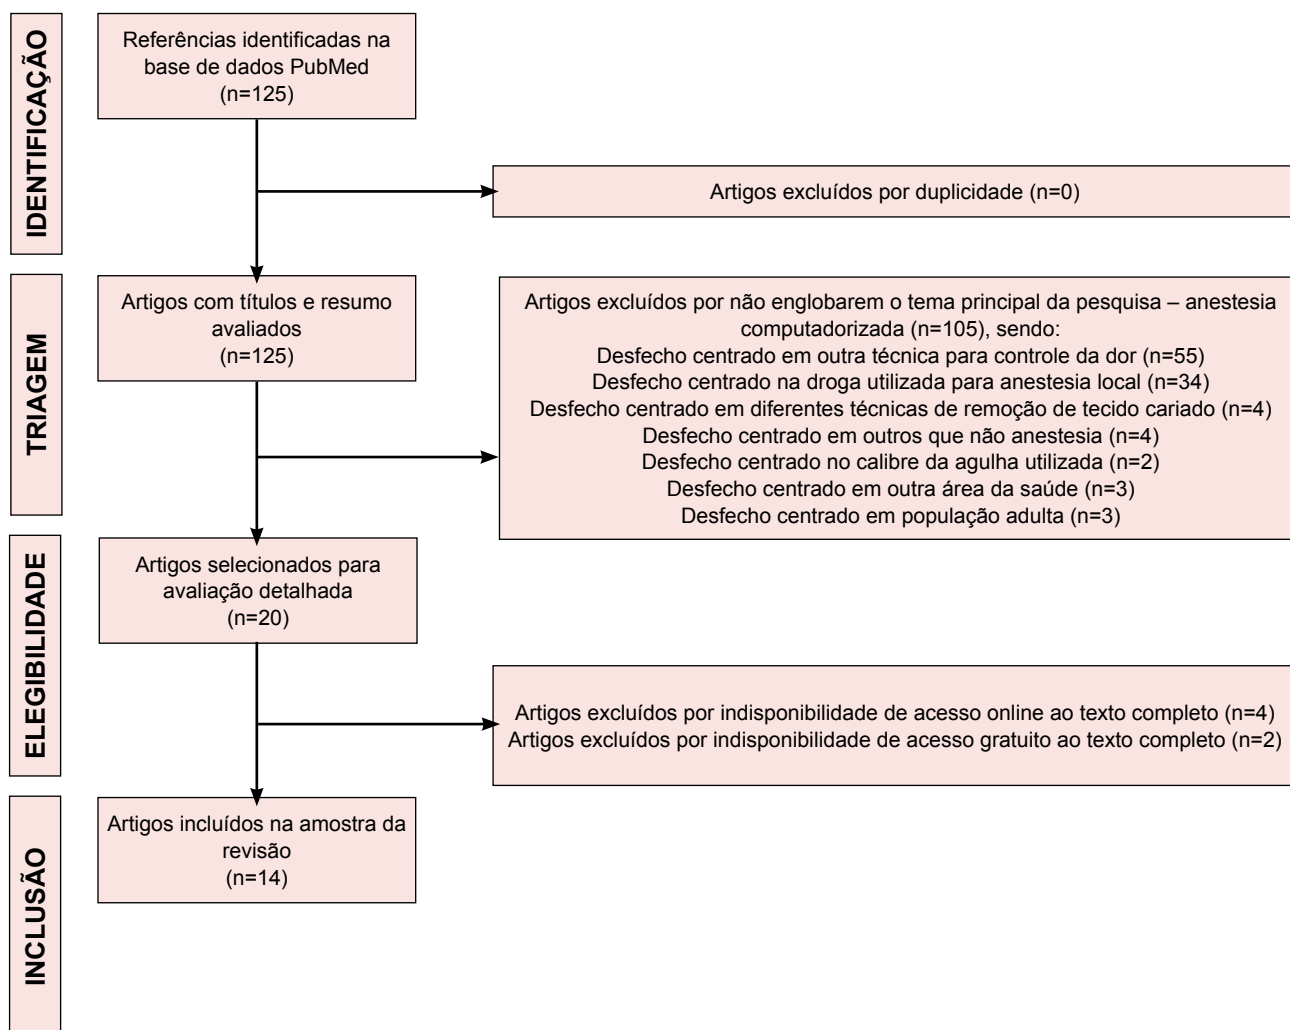 IDENTIFICAÇÃO
Referências identificadas na
base de dados PubMed
(n=125)
Artigos excluídos por duplicidade (n=0)
TRIAGEM
Artigos com títulos e resumo
avaliados
(n=125)
Artigos excluídos por não englobarem o tema principal da pesquisa – anestesia
computadorizada (n=105), sendo:
Desfecho centrado em outra técnica para controle da dor (n=55)
Desfecho centrado na droga utilizada para anestesia local (n=34)
Desfecho centrado em diferentes técnicas de remoção de tecido cariado (n=4)
Desfecho centrado em outros que não anestesia (n=4)
Desfecho centrado no calibre da agulha utilizada (n=2)
Desfecho centrado em outra área da saúde (n=3)
Desfecho centrado em população adulta (n=3)
ELEGIBILIDADE
Artigos selecionados para
avaliação detalhada
(n=20)
Artigos excluídos por indisponibilidade de acesso online ao texto completo (n=4)
Artigos excluídos por indisponibilidade de acesso gratuito ao texto completo (n=2)
INCLUSÃO
Artigos incluídos na amostra da
revisão
(n=14)